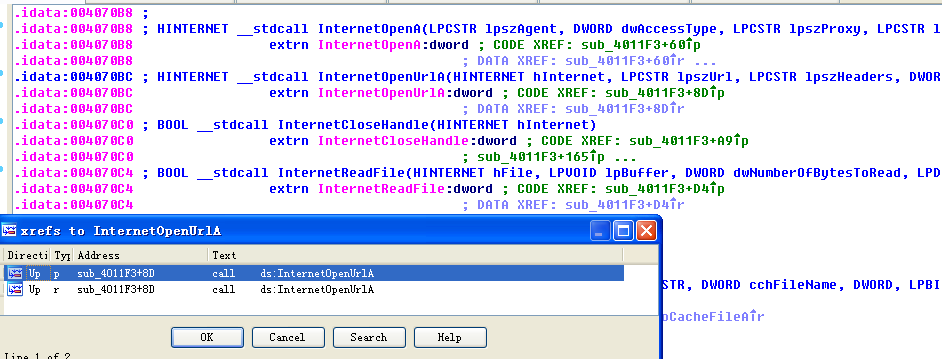 .idata:004070B8 ;
.idata:004070B8 ; HINTERNET __stdcall InternetOpenA(LPCSTR lpszAgent, DWORD dwAccessType, LPCSTR lpszProxy, LPCSTR l
.idata:004070B8 extrn InternetOpenA:dword ; CODE XREF: sub_4011F3+60↑p
.idata:004070B8 ; DATA XREF: sub_4011F3+60↑r ...
.idata:004070BC ; HINTERNET __stdcall InternetOpenUrlA(HINTERNET hInternet, LPCSTR lpszUrl, LPCSTR lpszHeaders, DWOR
.idata:004070BC extrn InternetOpenUrlA:dword ; CODE XREF: sub_4011F3+8D↑p
.idata:004070BC ; DATA XREF: sub_4011F3+8D↑r
.idata:004070C0 ; BOOL __stdcall InternetCloseHandle(HINTERNET hInternet)
.idata:004070C0 extrn InternetCloseHandle:dword ; CODE XREF: sub_4011F3+A9↑p
.idata:004070C0 ; sub_4011F3+165↑p ...
.idata:004070C4 ; BOOL __stdcall InternetReadFile(HINTERNET hFile, LPVOID lpBuffer, DWORD dwNumberOfBytesToRead, LPD
.idata:004070C4 extrn InternetReadFile:dword ; CODE XREF: sub_4011F3+D4↑p
.idata:004070C4 ; DATA XREF: sub_4011F3+D4↑r
xrefs to InternetOpenUrlA
Directi Typ Address Text
Up p sub_4011F3+8D call ds:InternetOpenUrlA
Up r sub_4011F3+8D call ds:InternetOpenUrlA
STR, DWORD cchFileName, DWORD, LPBI
pCacheFileA↑r
OK Cancel Search Help
Line 1 of 2